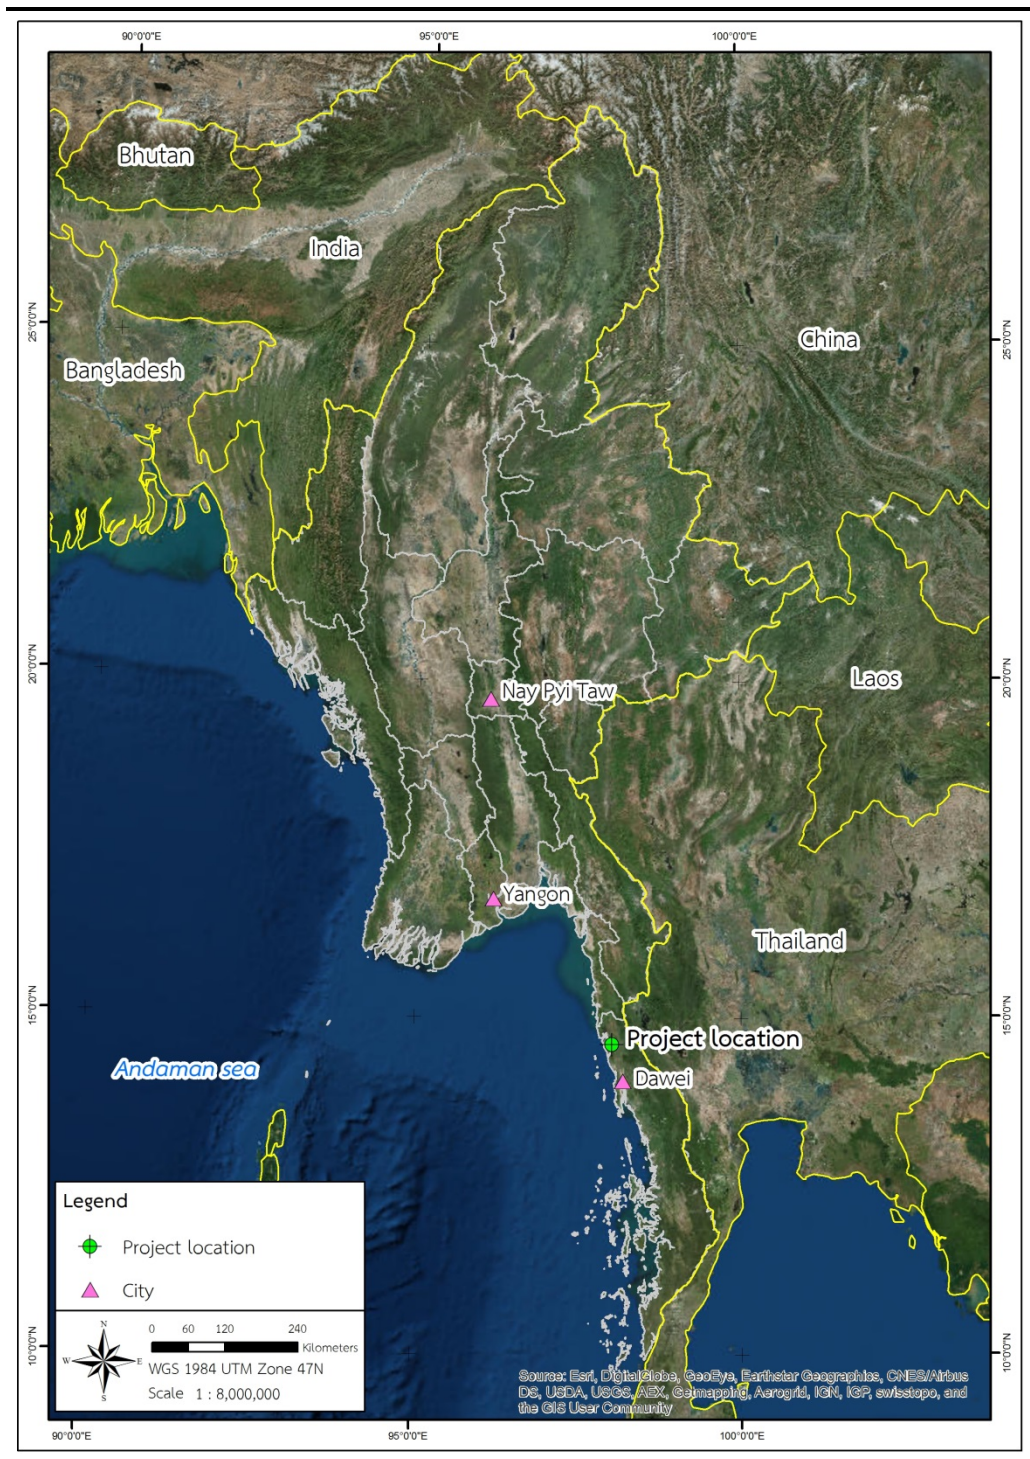 90°0'0"E 95°0'0"E 100°0'0"E
Bhutan
India
25°0'0"N
25°0'0"N
China
Bangladesh
20°0'0"N
20°0'0"N
Laos
Nay Pyi Taw
Yangon
Thailand
15°0'0"N
15°0'0"N
Project location
Andaman sea
Dawei
Legend
Project location
City
N
W E
S
0 60 120 240
Kilometers
WGS 1984 UTM Zone 47N
Scale 1 : 8,000,000
10°0'0"N
10°0'0"N
Source: Esri, DigitalGlobe, GeoEye, Earthstar Geographics, CNES/Airbus
DS, USDA, USGS, AEX, Getmapping, Aerogrid, IGN, IGP, swisstopo, and
the GIS User Community
90°0'0"E 95°0'0"E 100°0'0"E